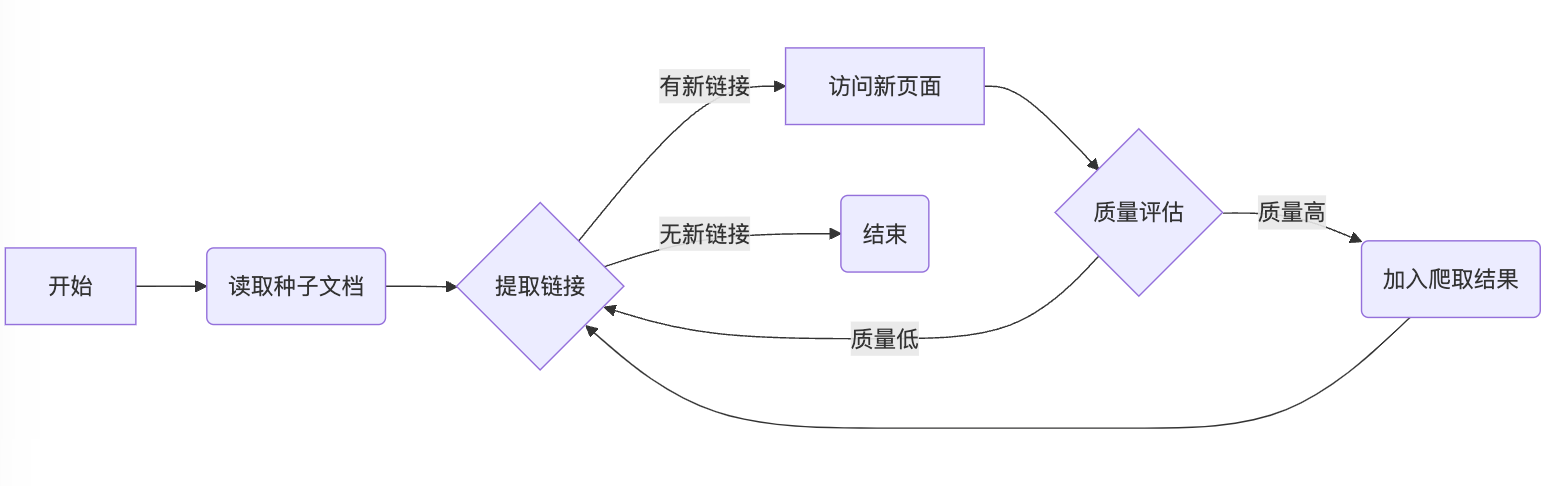 有新链接
访问新页面
质量评估
质量高
无新链接
结束
开始
读取种子文档
提取链接
加入爬取结果
质量低